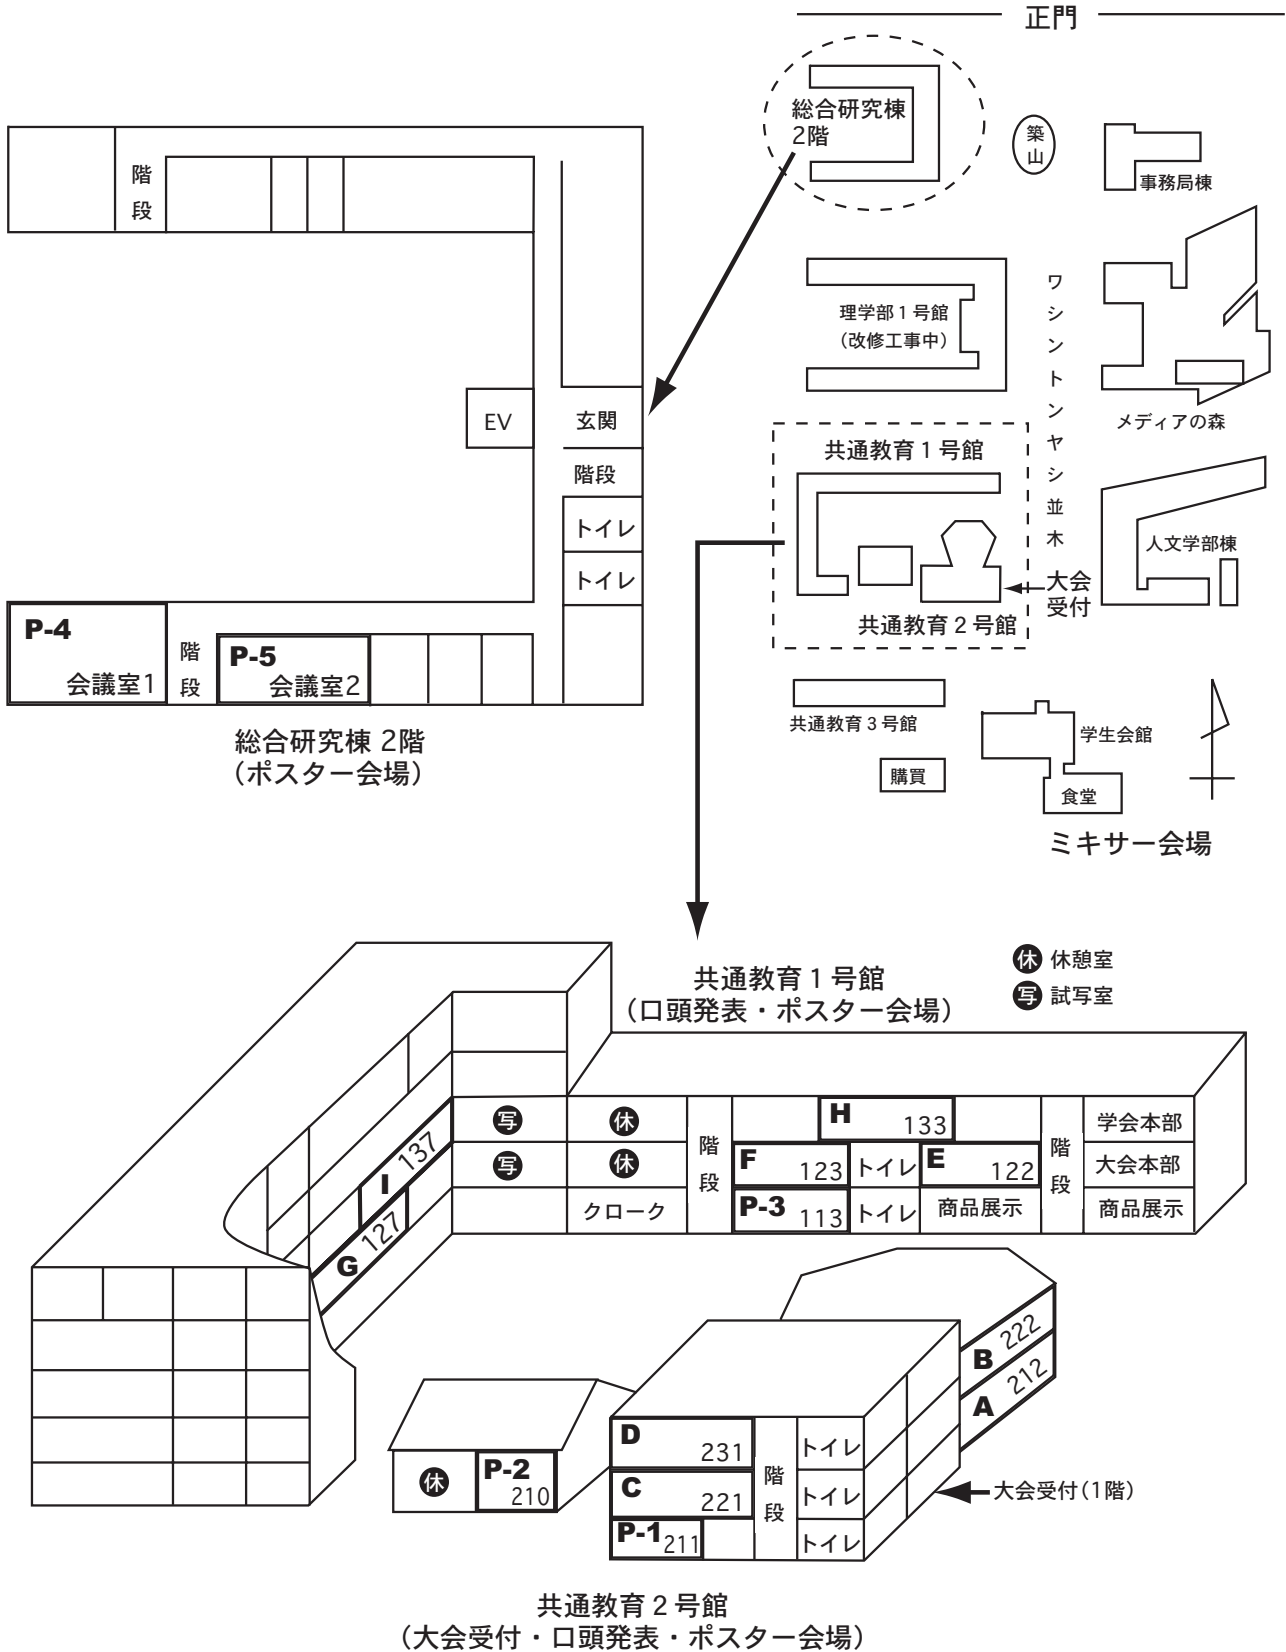 正門
総合研究棟
2階
築山
事務局棟
階段
理学部1号館
(改修工事中)
ワシントンヤシ並木
メディアの森
EV
玄関
階段
トイレ
トイレ
共通教育1号館
人文学部棟
大会
受付
共通教育2号館
P-4
会議室1
階段
P-5
会議室2
総合研究棟 2階
(ポスター会場)
共通教育3号館
学生会館
購買
食堂
ミキサー会場
共通教育1号館
(口頭発表・ポスター会場)
休 休憩室
写 試写室
写
休
階段
H 133
階段
学会本部
I 137
写
休
F 123
トイレ
E 122
大会本部
G 127
クローク
P-3 113
トイレ
商品展示
商品展示
B 222
A 212
休
P-2
210
D
231
階段
トイレ
C
221
トイレ
P-1 211
トイレ
大会受付(1階)
共通教育2号館
(大会受付・口頭発表・ポスター会場)